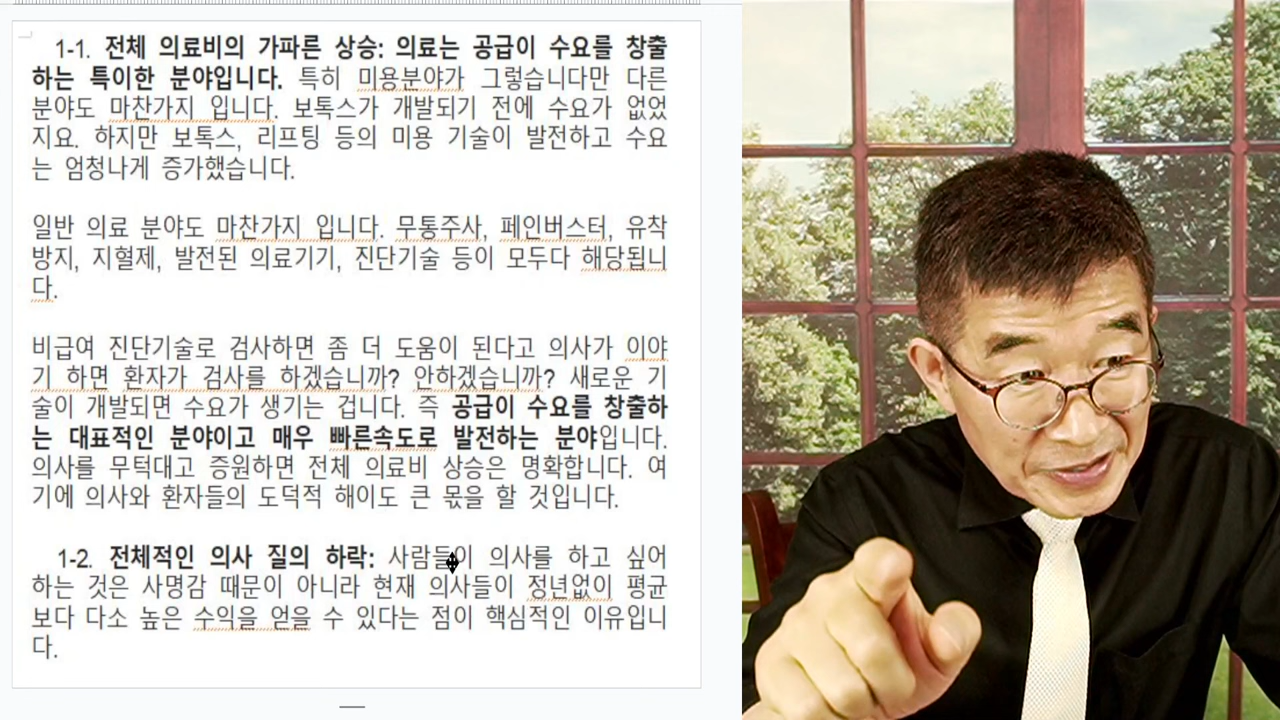 1-1. 전체 의료비의 가파른 상승: 의료는 공급이 수요를 창출
하는 특이한 분야입니다. 특히 미용분야가 그렇습니다만 다른
분야도 마찬가지 입니다. 보톡스가 개발되기 전에 수요가 없었
지요. 하지만 보톡스, 리프팅 등의 미용 기술이 발전하고 수요
는 엄청나게 증가했습니다.
일반 의료 분야도 마찬가지 입니다. 무통주사, 페인버스터, 유착
방지, 지혈제, 발전된 의료기기, 진단기술 등이 모두다 해당됩니
다.
비급여 진단기술로 검사하면 좀 더 도움이 된다고 의사가 이야
기 하면 환자가 검사를 하겠습니까? 안하겠습니까? 새로운 기
술이 개발되면 수요가 생기는 겁니다. 즉 공급이 수요를 창출하
는 대표적인 분야이고 매우 빠른속도로 발전하는 분야입니다.
의사를 무턱대고 증원하면 전체 의료비 상승은 명확합니다. 여
기에 의사와 환자들의 도덕적 해이도 큰 몫을 할 것입니다.
1-2. 전체적인 의사 질의 하락: 사람들이 의사를 하고 싶어
하는 것은 사명감 때문이 아니라 현재 의사들이 정년없이 평균
보다 다소 높은 수익을 얻을 수 있다는 점이 핵심적인 이유입니
다.